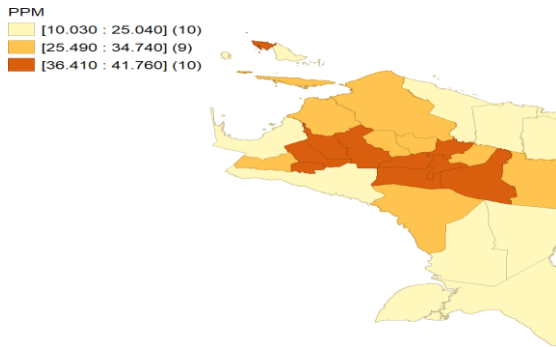 PPM
[10.030 : 25.040] (10)
[25.490 : 34.740] (9)
[36.410 : 41.760] (10)